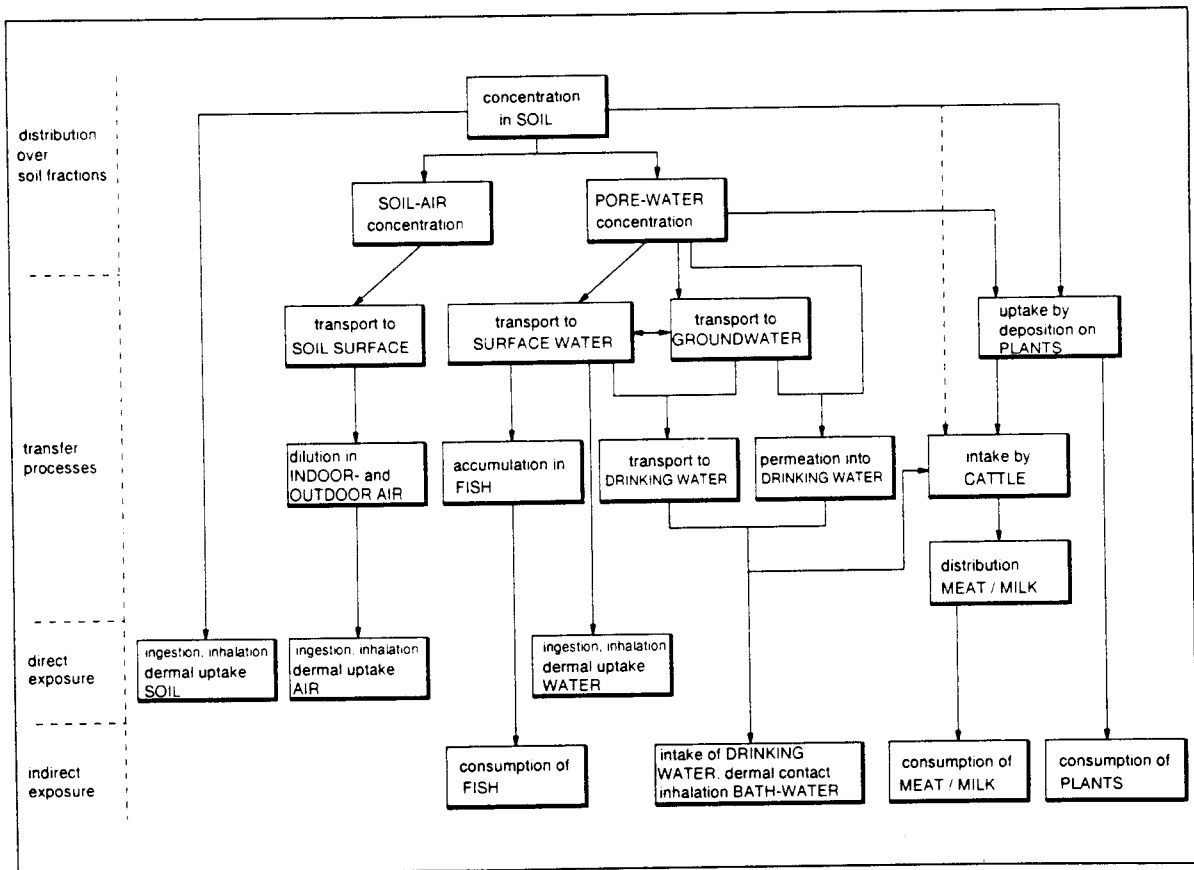 concentration
in SOIL
distribution
over
soil fractions
SOIL-AIR
concentration
PORE-WATER
concentration
transport to
SOIL SURFACE
transport to
SURFACE WATER
transport to
GROUNDWATER
uptake by
deposition on
PLANTS
transfer
processes
dilution in
INDOOR- and
OUTDOOR AIR
accumulation in
FISH
transport to
DRINKING WATER
permeation into
DRINKING WATER
intake by
CATTLE
distribution
MEAT / MILK
direct
exposure
ingestion, inhalation
dermal uptake
SOIL
ingestion, inhalation
dermal uptake
AIR
ingestion, inhalation
dermal uptake
WATER
indirect
exposure
consumption of
FISH
intake of DRINKING
WATER. dermal contact
inhalation BATH-WATER
consumption of
MEAT / MILK
consumption of
PLANTS